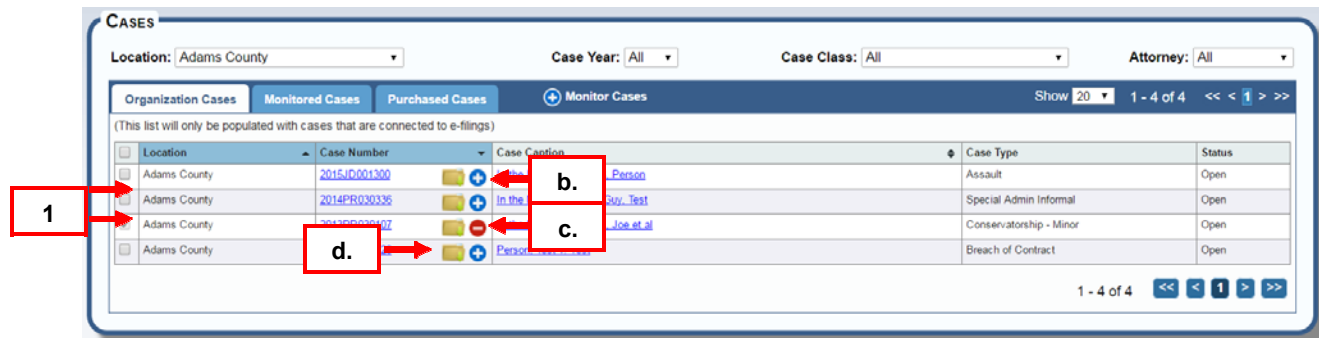 CASES
Location: Adams County Case Year: All Case Class: All Attorney: All
Organization Cases Monitored Cases Purchased Cases Monitor Cases Show 20 1 - 4 of 4 << < 1 > >>
(This list will only be populated with cases that are connected to e-filings)
Location Case Number Case Caption Case Type Status
Adams County 2015JD001300 b. Person Assault Open
Adams County 2014PR030336 In the Guy, Test Special Admin Informal Open
1
Adams County c. Joe et al Conservatorship - Minor Open
Adams County d. Breach of Contract Open
1 - 4 of 4 << < 1 > >>